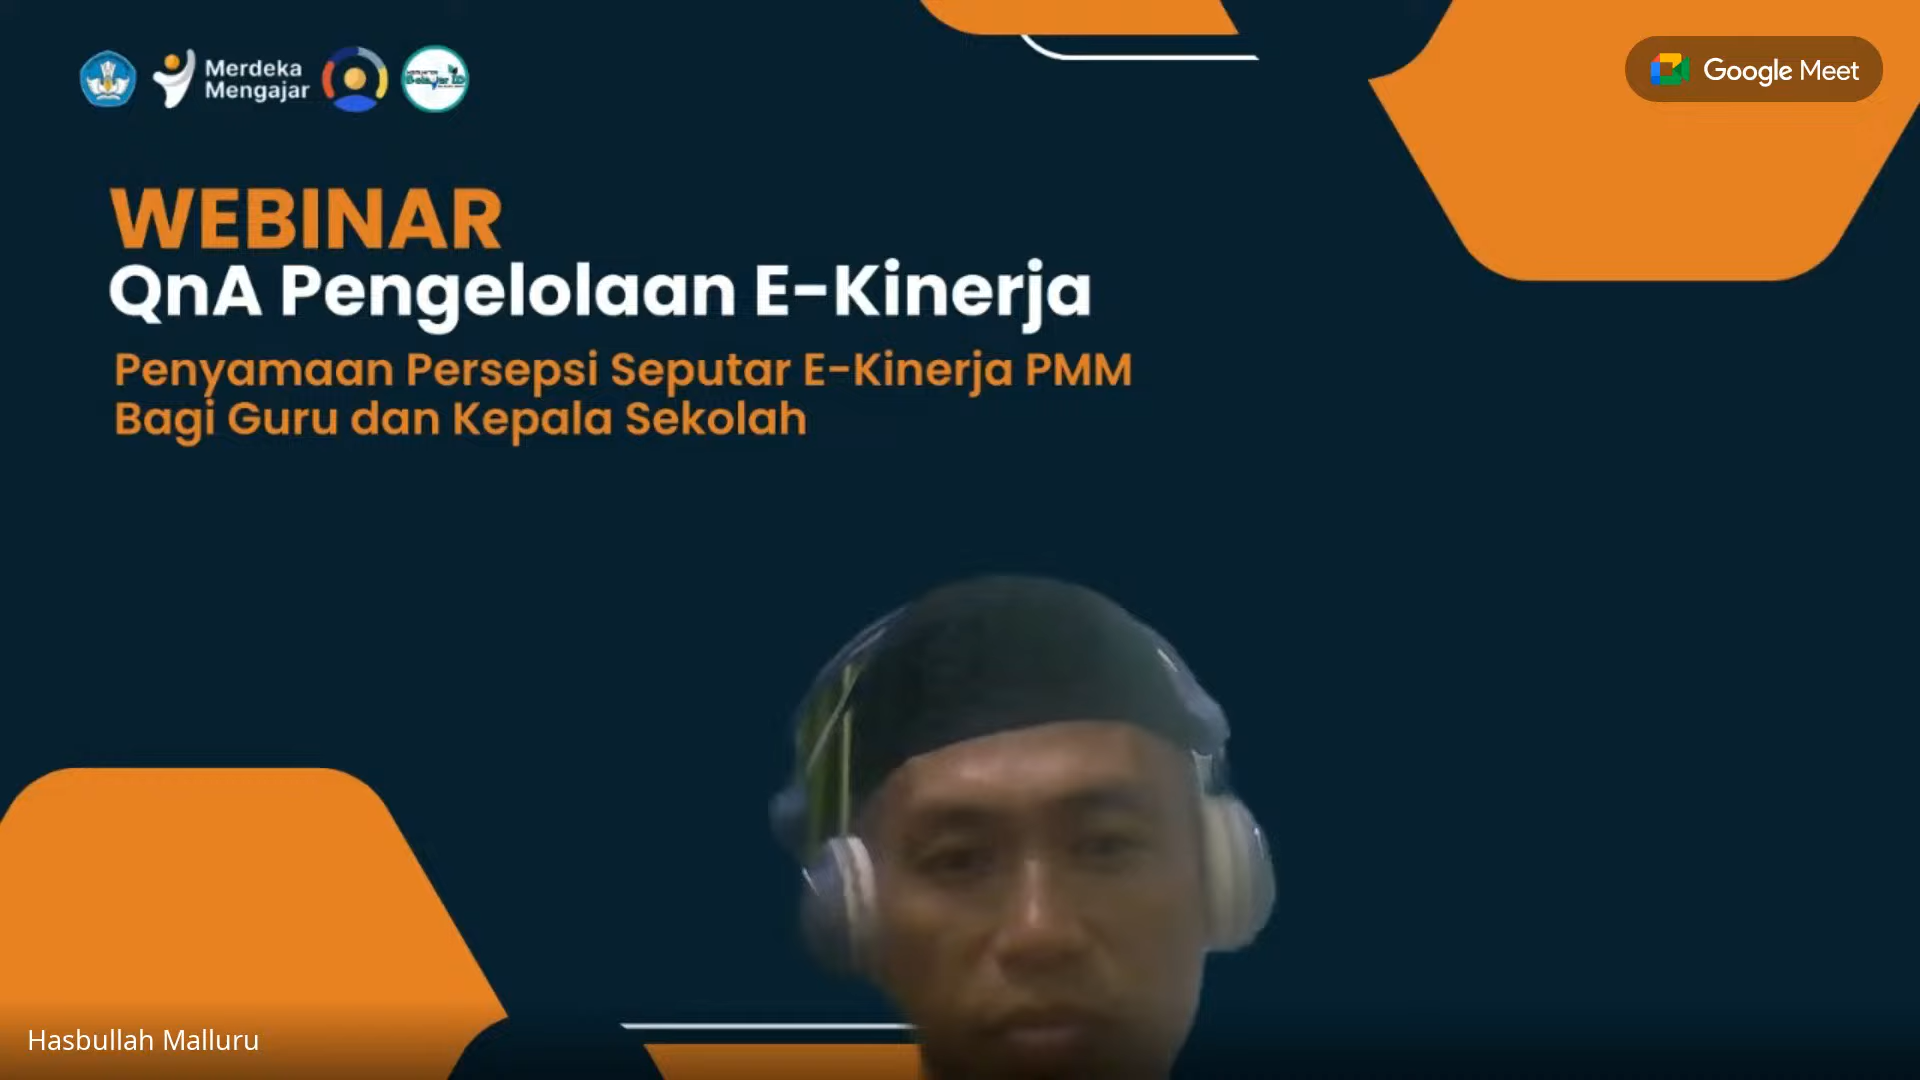 Merdeka
Mengajar
Google Meet
WEBINAR
QnA Pengelolaan E-Kinerja
Penyamaan Persepsi Seputar E-Kinerja PMM
Bagi Guru dan Kepala Sekolah
Hasbullah Malluru